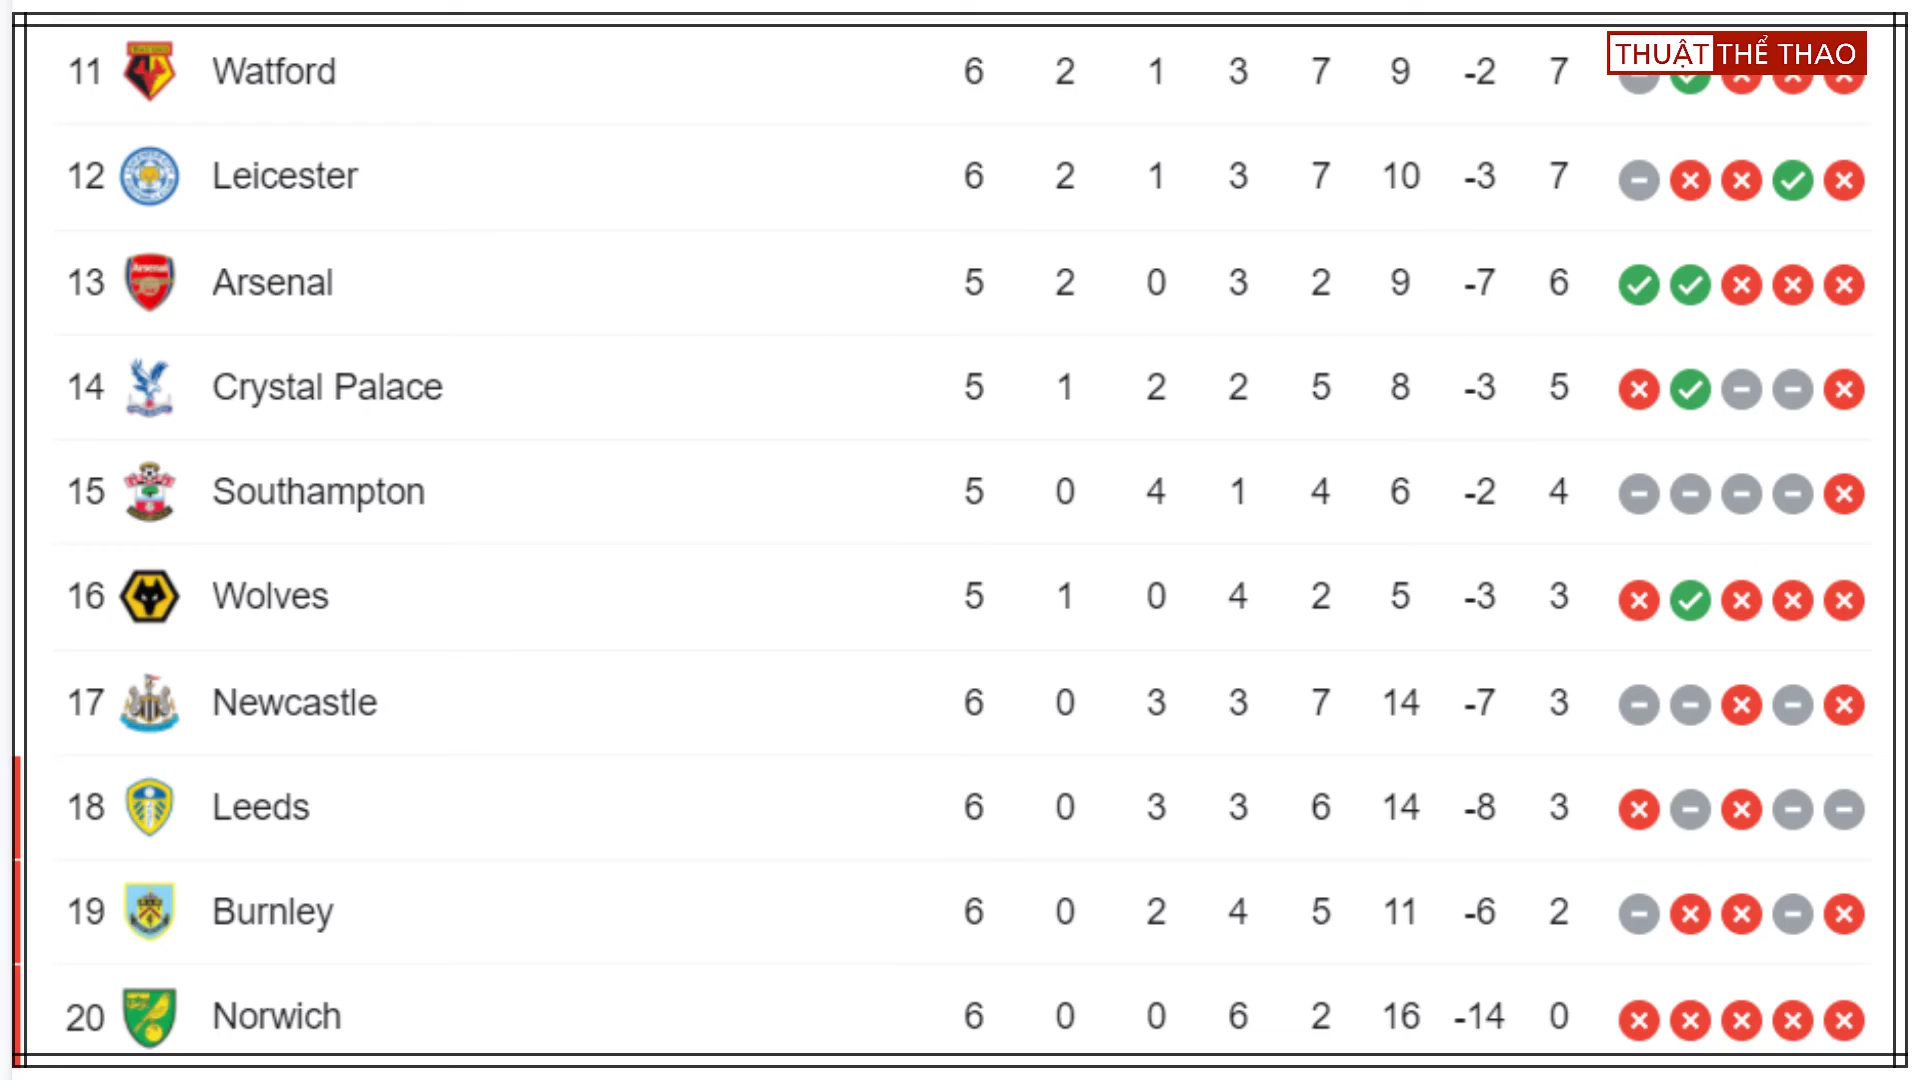 THUẬT THỂ THAO
11 Watford 6 2 1 3 7 9 -2 7
12 Leicester 6 2 1 3 7 10 -3 7
13 Arsenal 5 2 0 3 2 9 -7 6
14 Crystal Palace 5 1 2 2 5 8 -3 5
15 Southampton 5 0 4 1 4 6 -2 4
16 Wolves 5 1 0 4 2 5 -3 3
17 Newcastle 6 0 3 3 7 14 -7 3
18 Leeds 6 0 3 3 6 14 -8 3
19 Burnley 6 0 2 4 5 11 -6 2
20 Norwich 6 0 0 6 2 16 -14 0